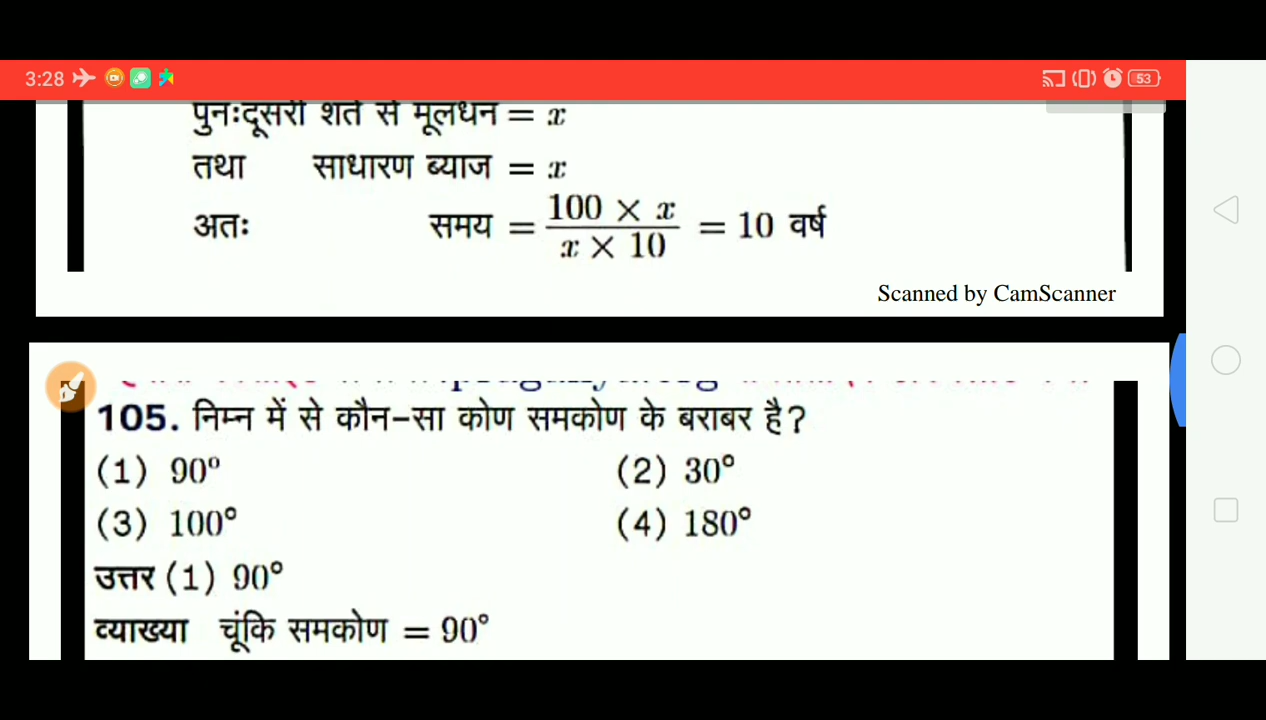 3:28
53
पुनःदूसरी शर्त से मूलधन = x
तथा साधारण ब्याज = x
अतः समय = 100 × x / x × 10 = 10 वर्ष
Scanned by CamScanner
105. निम्न में से कौन-सा कोण समकोण के बराबर है?
(1) 90° (2) 30°
(3) 100° (4) 180°
उत्तर (1) 90°
व्याख्या चूंकि समकोण = 90°